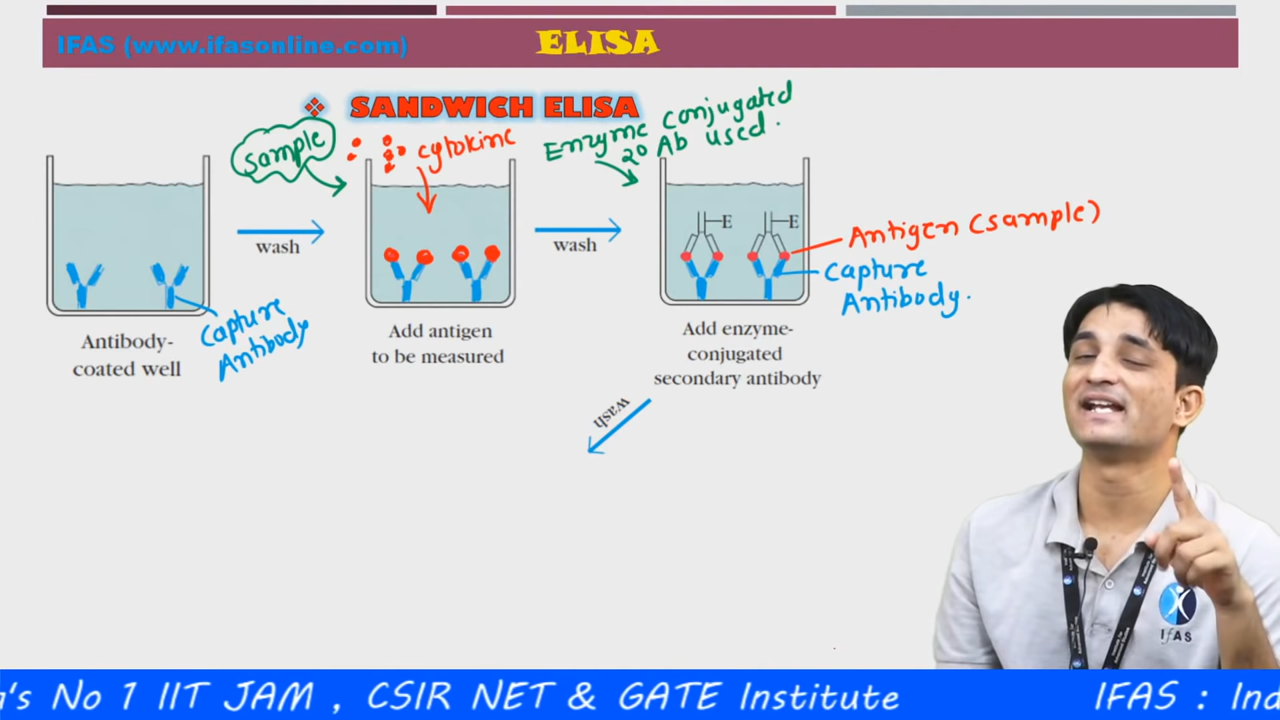 IFAS (www.ifasonline.com)
ELISA
❖ SANDWICH ELISA
sample
cytokine
Enzyme conjugated
2° Ab used.
wash
wash
E
E
Antigen (sample)
Capture
Antibody.
Capture
Antibody
Antibody-
coated well
Add antigen
to be measured
Add enzyme-
conjugated
secondary antibody
wash
IfAS
a's No 1 IIT JAM , CSIR NET & GATE Institute IFAS : Ind